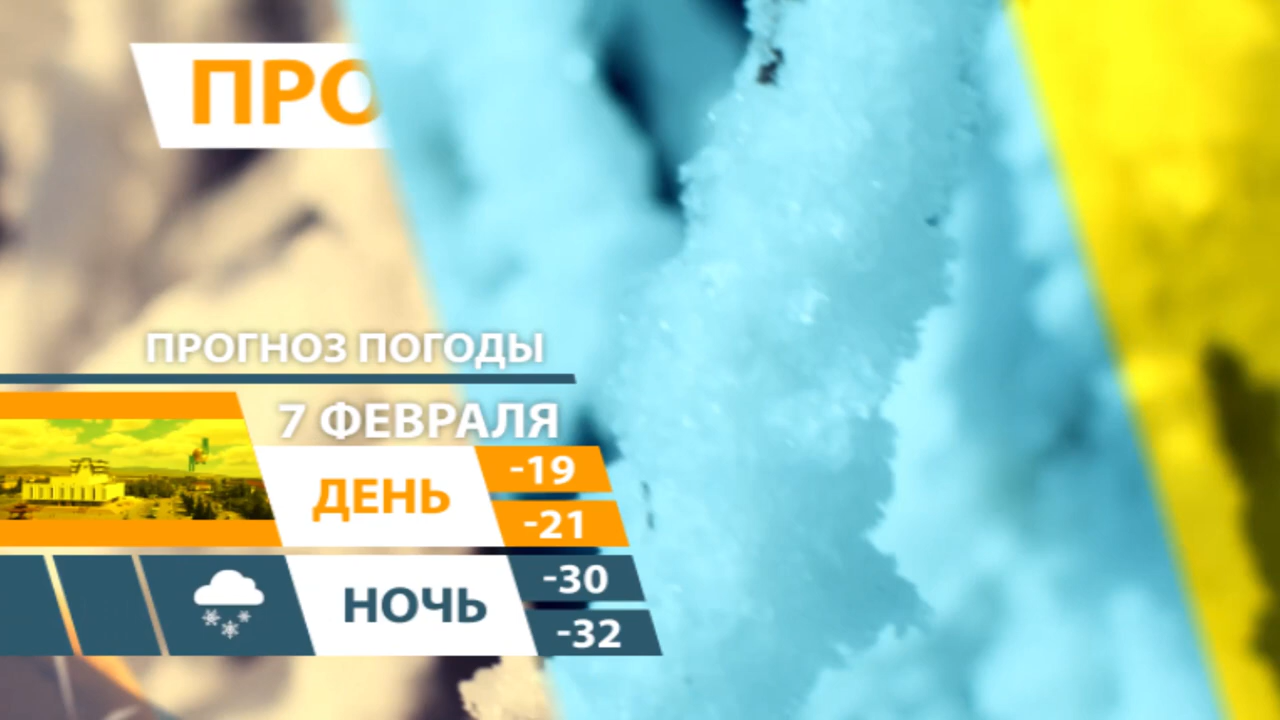 ПРО
ПРОГНОЗ ПОГОДЫ
7 ФЕВРАЛЯ
ДЕНЬ
-19
-21
НОЧЬ
-30
-32